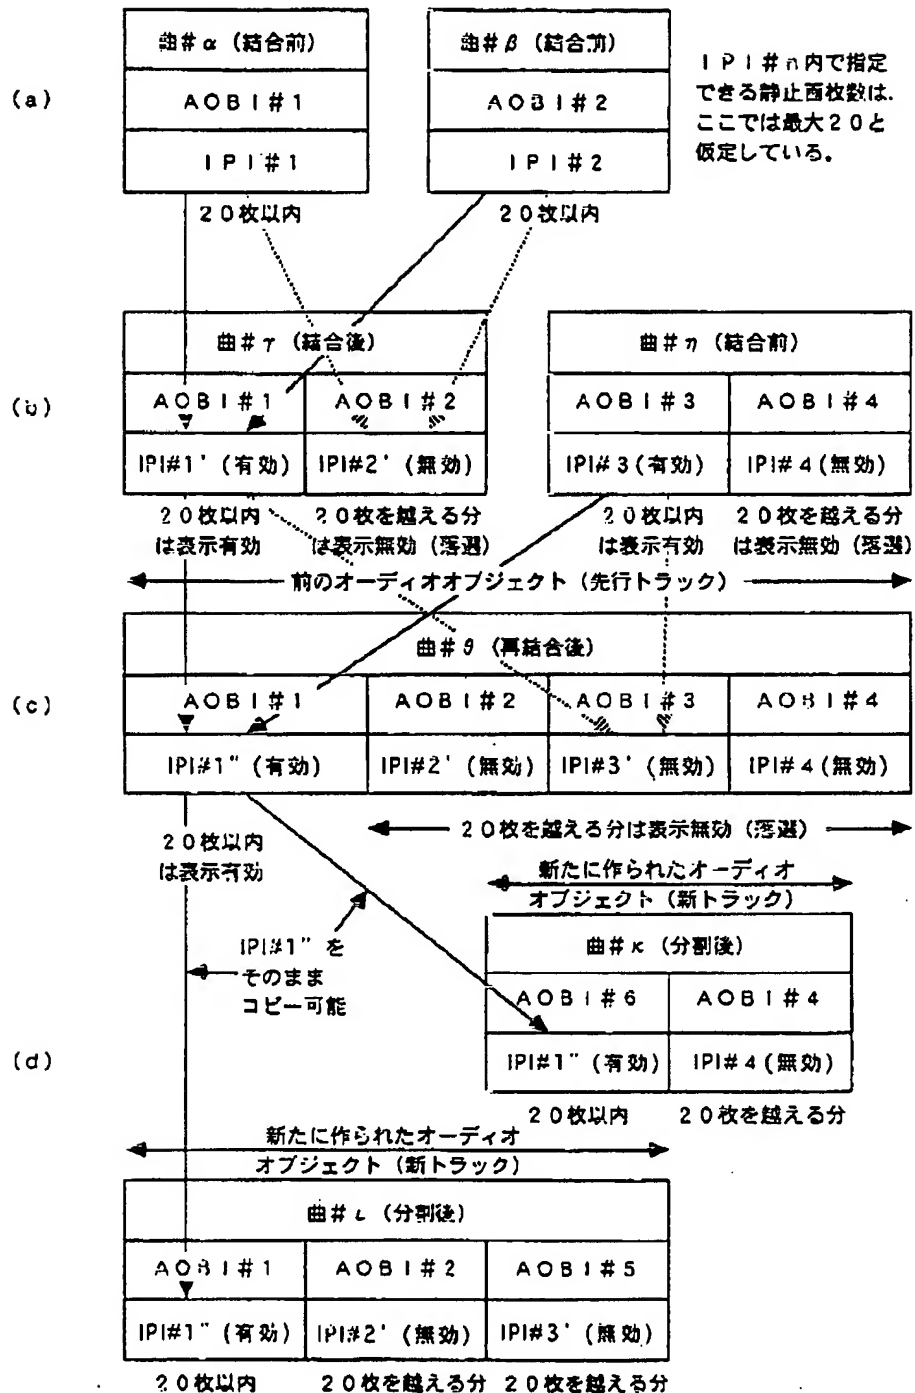 (a)
曲#α (結合前)
AOBI#1
IPI#1
20枚以内
曲#β (結合前)
AOBI#2
IPI#2
20枚以内
IPI#n内で指定
できる静止画枚数は、
ここでは最大20と
仮定している。
(b)
曲#γ (結合後)
AOBI#1
AOBI#2
IPI#1' (有効)
IPI#2' (無効)
20枚以内
は表示有効
20枚を越える分
は表示無効 (落選)
曲#η (結合前)
AOBI#3
AOBI#4
IPI#3(有効)
IPI#4(無効)
20枚以内
は表示有効
20枚を越える分
は表示無効 (落選)
前のオーディオオブジェクト (先行トラック)
(c)
曲#θ (再結合後)
AOBI#1
AOBI#2
AOBI#3
AOBI#4
IPI#1" (有効)
IPI#2' (無効)
IPI#3' (無効)
IPI#4(無効)
20枚以内
は表示有効
20枚を越える分は表示無効 (落選)
IPI#1" を
そのまま
コピー可能
(d)
新たに作られたオーディオ
オブジェクト (新トラック)
曲#κ (分割後)
AOBI#6
AOBI#4
IPI#1" (有効)
IPI#4(無効)
20枚以内
20枚を越える分
新たに作られたオーディオ
オブジェクト (新トラック)
曲#ι (分割後)
AOBI#1
AOBI#2
AOBI#5
IPI#1" (有効)
IPI#2' (無効)
IPI#3' (無効)
20枚以内
20枚を越える分
20枚を越える分